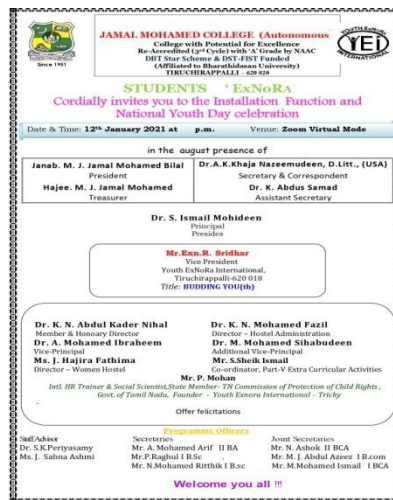 JAMAL MOHAMED COLLEGE (Autonomous
College with Potential for Excellence
Re-Accredited (3rd Cycle) with 'A' Grade by NAAC
DBT Star Scheme & DST-FIST Funded
(Affiliated to Bharathidasan University)
TIRUCHIRAPPALLI – 620 020
Since 1951
YOUTH ExNoRA
YEi
INTERNATIONAL
STUDENTS ' ExNoRA
Cordially invites you to the Installation Function and
National Youth Day celebration
Date & Time: 12th January 2021 at p.m. Venue: Zoom Virtual Mode
in the august presence of
Janab. M. J. Jamal Mohamed Bilal
President
Hajee. M. J. Jamal Mohamed
Treasurer
Dr.A.K.Khaja Nazeemudeen, D.Litt., (USA)
Secretary & Correspondent
Dr. K. Abdus Samad
Assistant Secretary
Dr. S. Ismail Mohideen
Principal
Presides
Mr.Exn.R. Sridhar
Vice President
Youth ExNoRa International,
Tiruchirappalli-620 018
Title: BUDDING YOU(th)
Dr. K. N. Abdul Kader Nihal
Member & Honoary Director
Dr. A. Mohamed Ibraheem
Vice-Principal
Ms. J. Hajira Fathima
Director – Women Hostel
Dr. K. N. Mohamed Fazil
Director – Hostel Administration
Dr. M. Mohamed Sihabudeen
Additional Vice-Principal
Mr. S.Sheik Ismail
Co-ordinator, Part-V Extra Curricular Activities
Mr. P. Mohan
Intl. HR Trainer & Social Scientist,State Member- TN Commission of Protection of Child Rights,
Govt. of Tamil Nadu, Founder - Youth Exnora International - Trichy
Offer felicitations
Programme Officers
Staff Advisor
Dr. S.K.Periyasamy
Ms. J. Sabna Ashmi
Secretaries
Mr. A. Mohamed Arif II BA
Mr.P.Raghul I B.Sc
Mr. N.Mohamed Ritthik I B.sc
Joint Secretaries
Mr. N. Ashok II BCA
Mr. M. J. Abdul Azeez I B.com
Mr. M.Mohamed Ismail I BCA
Welcome you all !!!